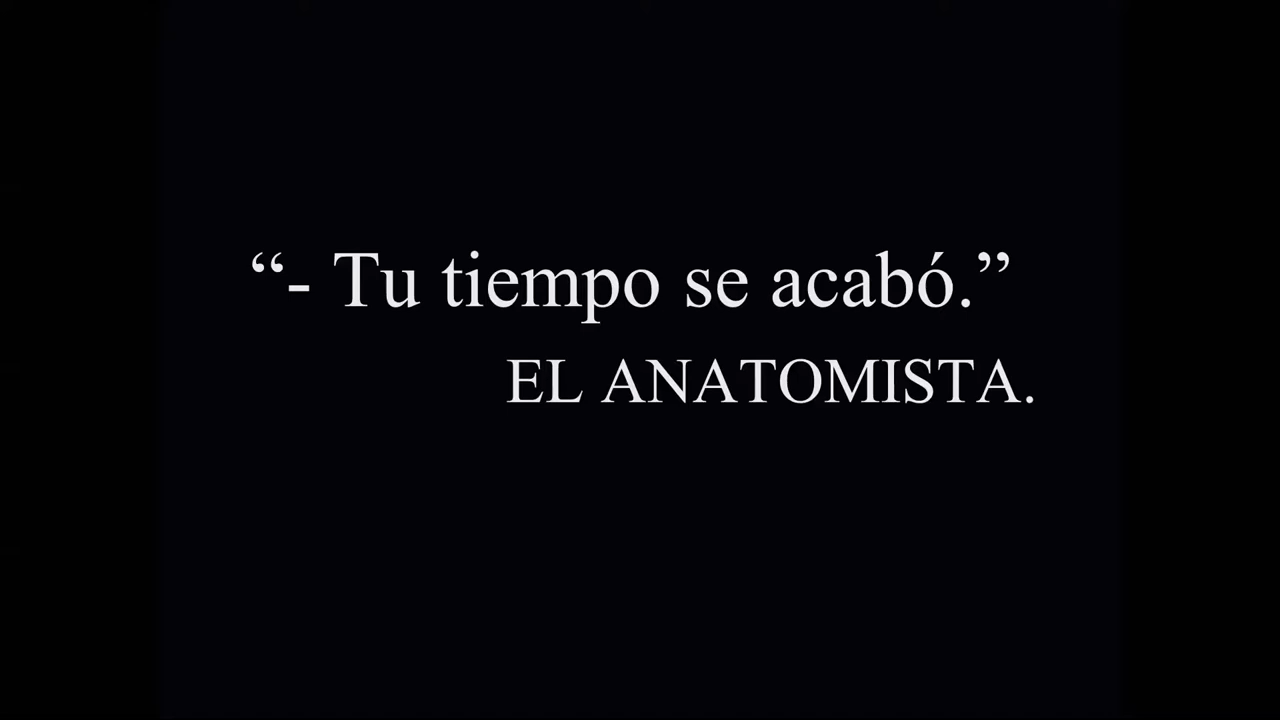 “- Tu tiempo se acabó.”
EL ANATOMISTA.